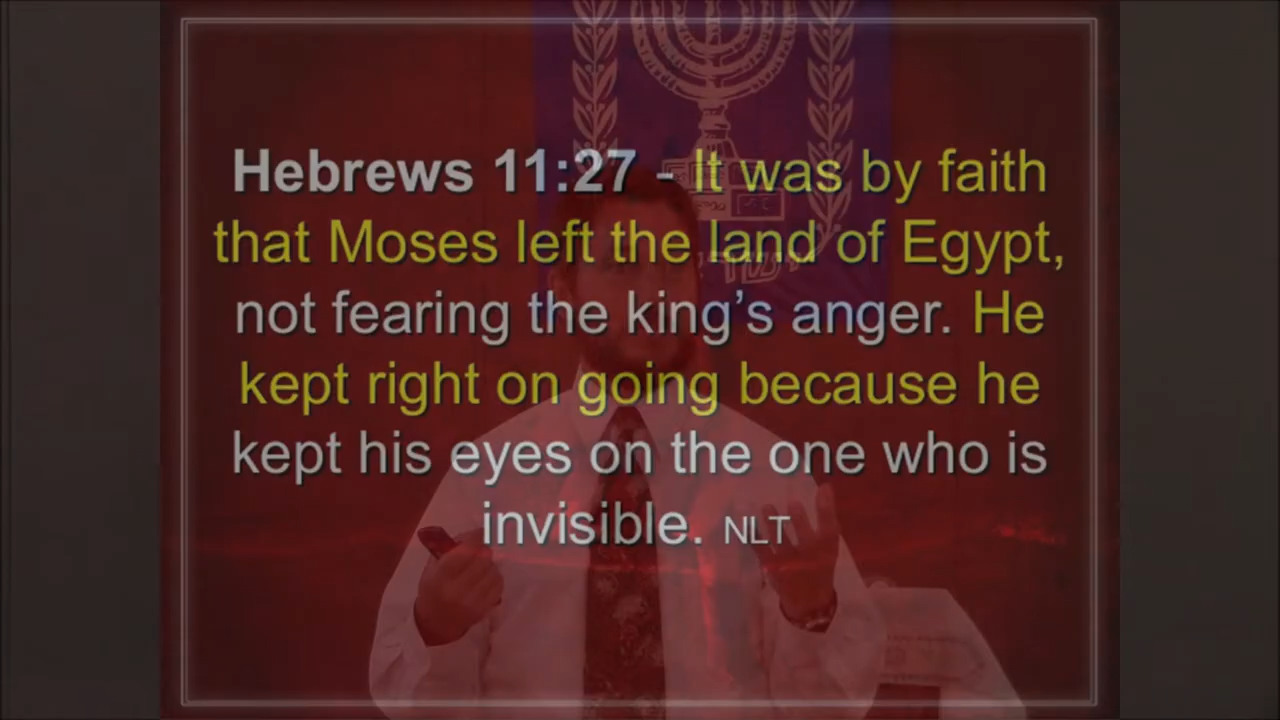 Hebrews 11:27 - It was by faith
that Moses left the land of Egypt,
not fearing the king’s anger. He
kept right on going because he
kept his eyes on the one who is
invisible. NLT